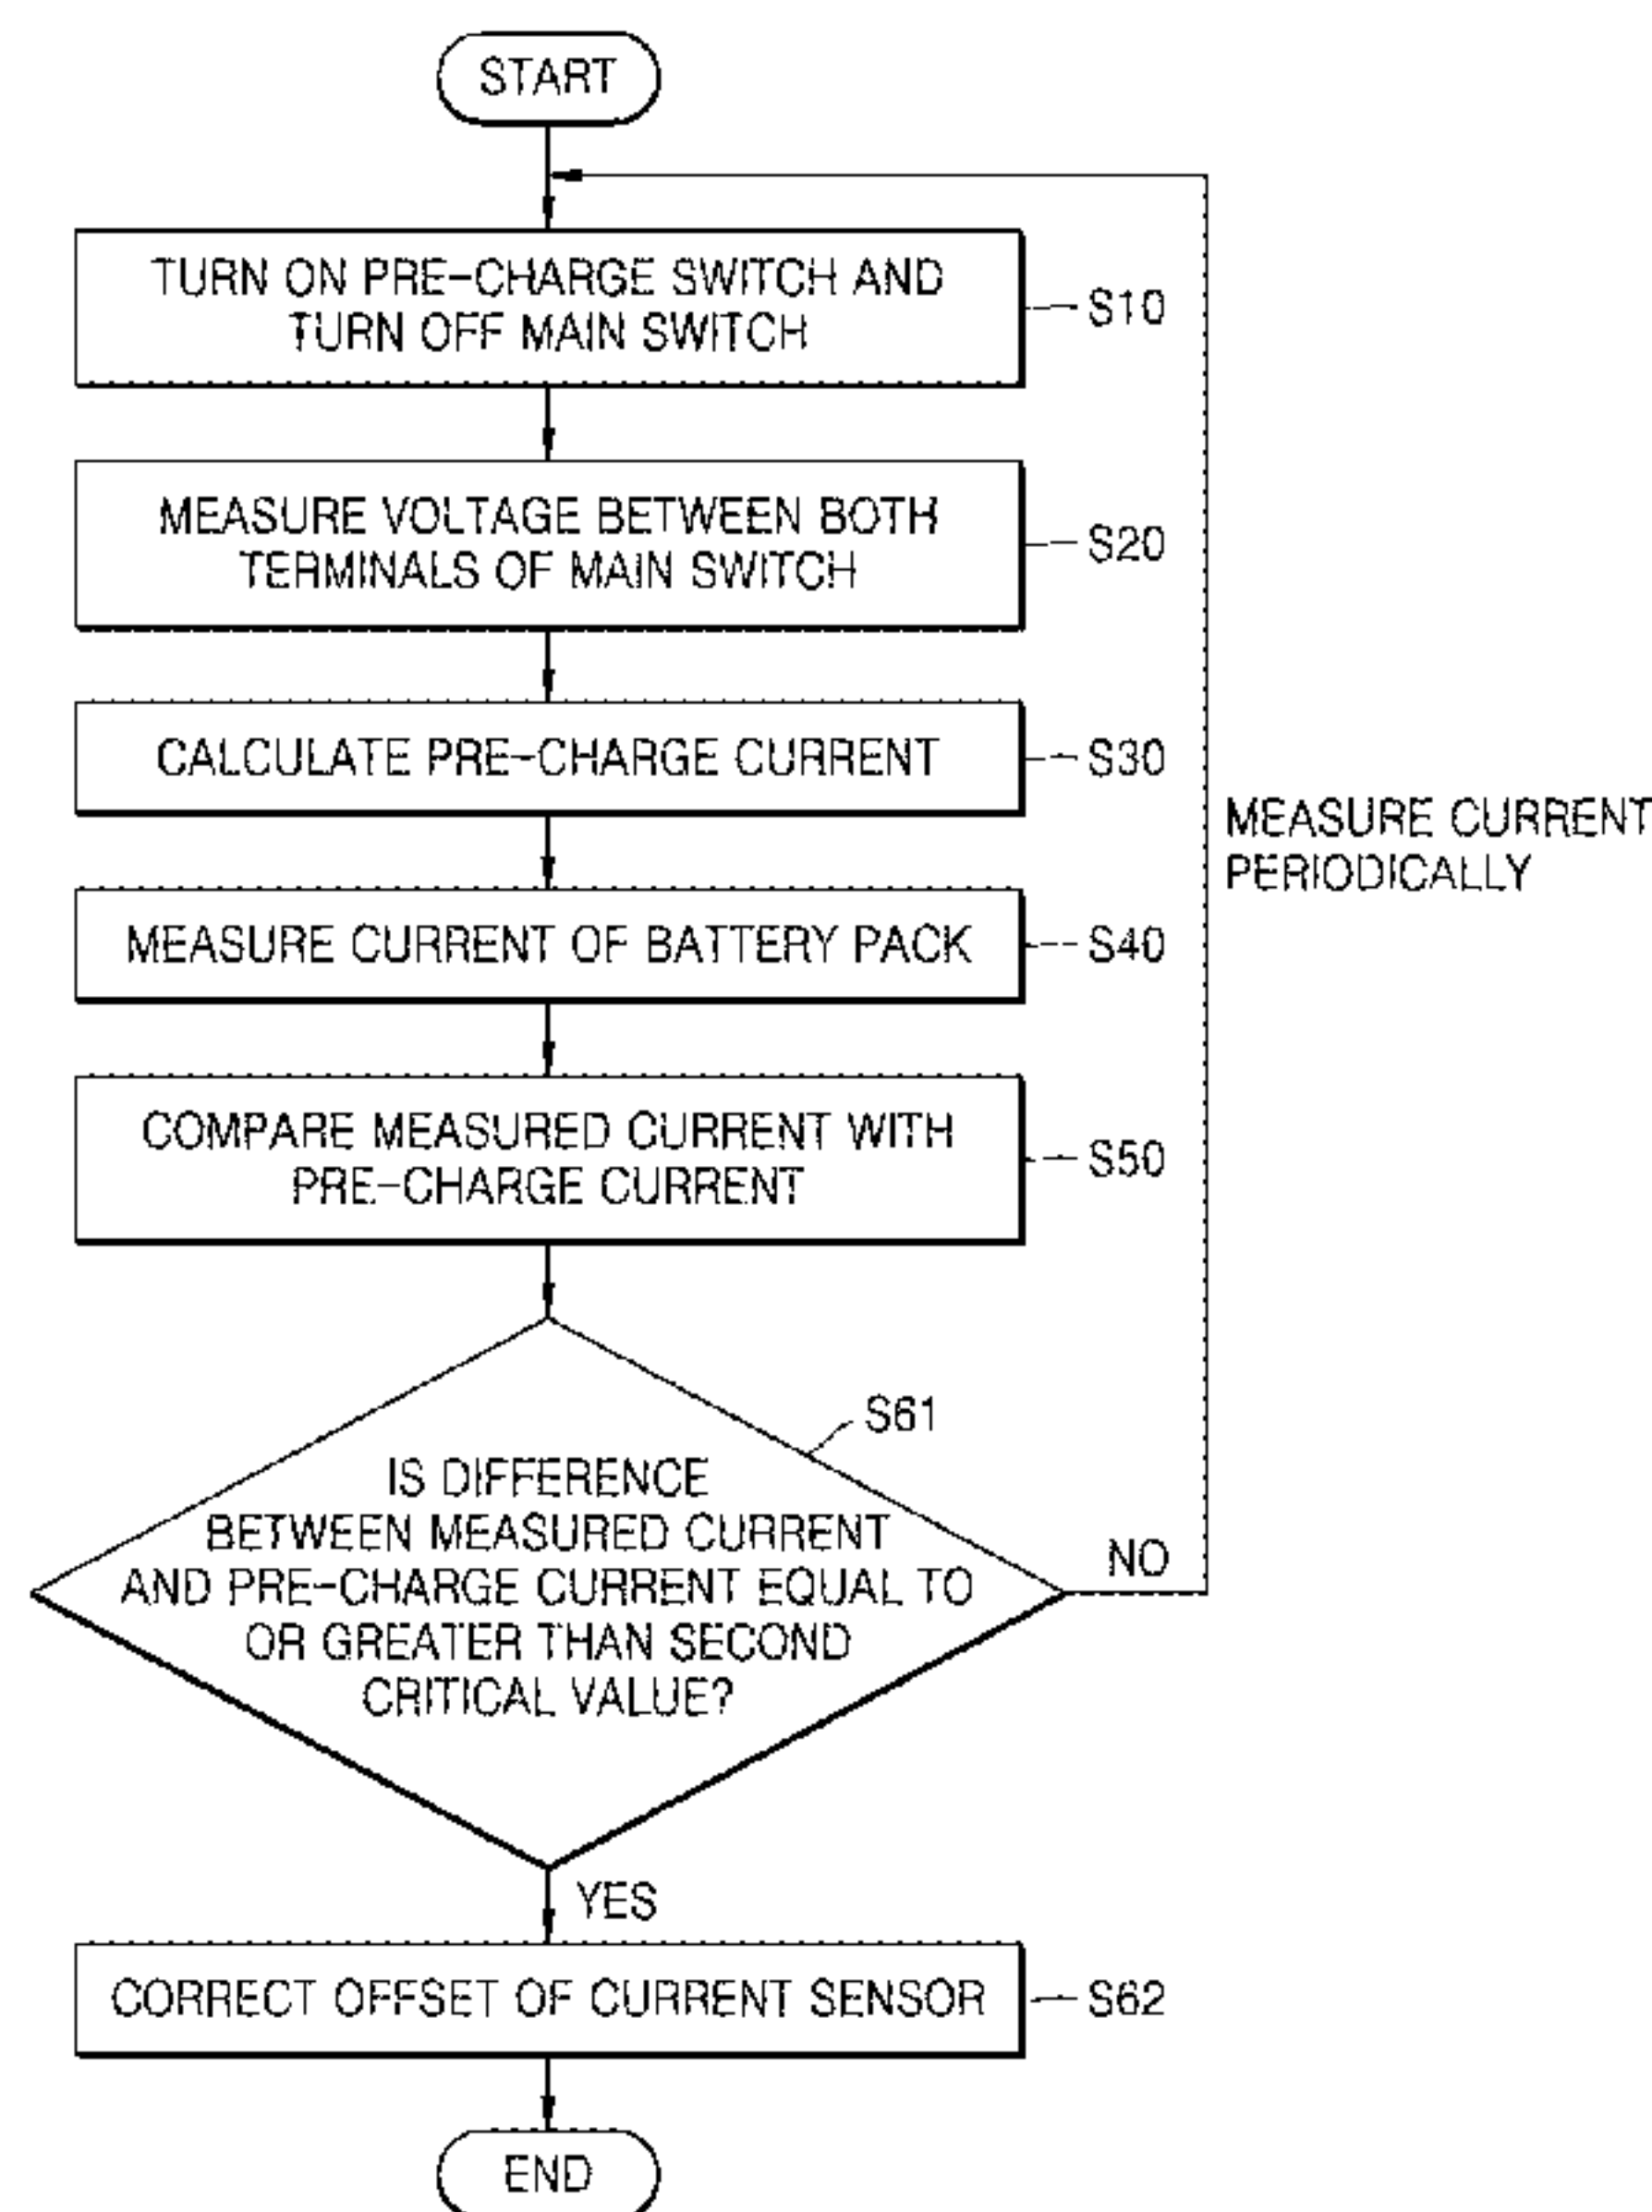 START
TURN ON PRE-CHARGE SWITCH AND
TURN OFF MAIN SWITCH
S10
MEASURE VOLTAGE BETWEEN BOTH
TERMINALS OF MAIN SWITCH
S20
CALCULATE PRE-CHARGE CURRENT
S30
MEASURE CURRENT
PERIODICALLY
MEASURE CURRENT OF BATTERY PACK
S40
COMPARE MEASURED CURRENT WITH
PRE-CHARGE CURRENT
S50
S61
IS DIFFERENCE
BETWEEN MEASURED CURRENT
AND PRE-CHARGE CURRENT EQUAL TO
OR GREATER THAN SECOND
CRITICAL VALUE?
NO
YES
CORRECT OFFSET OF CURRENT SENSOR
S62
END